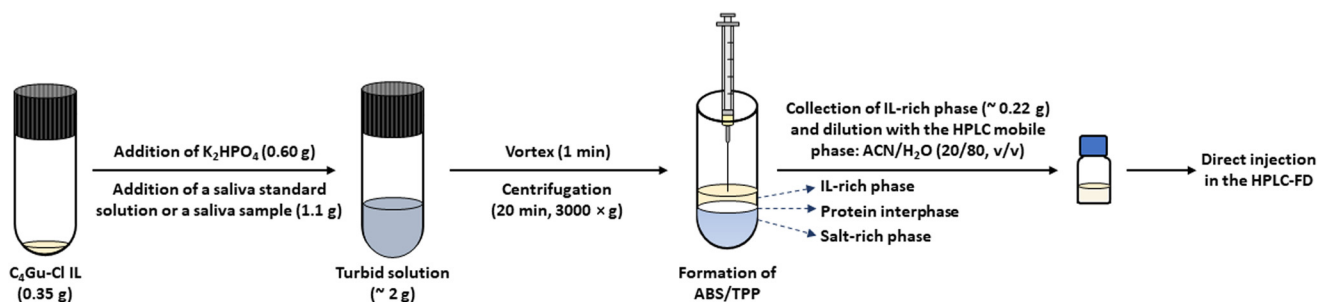 C₄Gu-Cl IL
(0.35 g)
Addition of K₂HPO₄ (0.60 g)
Addition of a saliva standard
solution or a saliva sample (1.1 g)
Turbid solution
(~ 2 g)
Vortex (1 min)
Centrifugation
(20 min, 3000 × g)
Formation of
ABS/TPP
Collection of IL-rich phase (~ 0.22 g)
and dilution with the HPLC mobile
phase: ACN/H₂O (20/80, v/v)
IL-rich phase
Protein interphase
Salt-rich phase
Direct injection
in the HPLC-FD